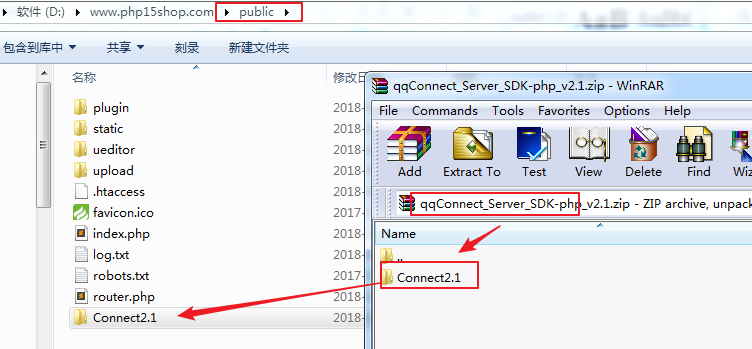 软件 (D:) ▸ www.php15shop.com ▸ public ▸
包含到库中 ▾ 共享 ▾ 刻录 新建文件夹
名称 修改日
plugin 2018-
static 2018-
ueditor 2018-
upload 2018-
.htaccess 2018-
favicon.ico 2017-
index.php 2018-
log.txt 2018-
robots.txt 2017-
router.php 2018-
Connect2.1 2018-
qqConnect_Server_SDK-php_v2.1.zip - WinRAR
File Commands Tools Favorites Options Help
Add Extract To Test View Delete Find Wiz
qqConnect_Server_SDK-php_v2.1.zip - ZIP archive, unpack
Name
..
Connect2.1